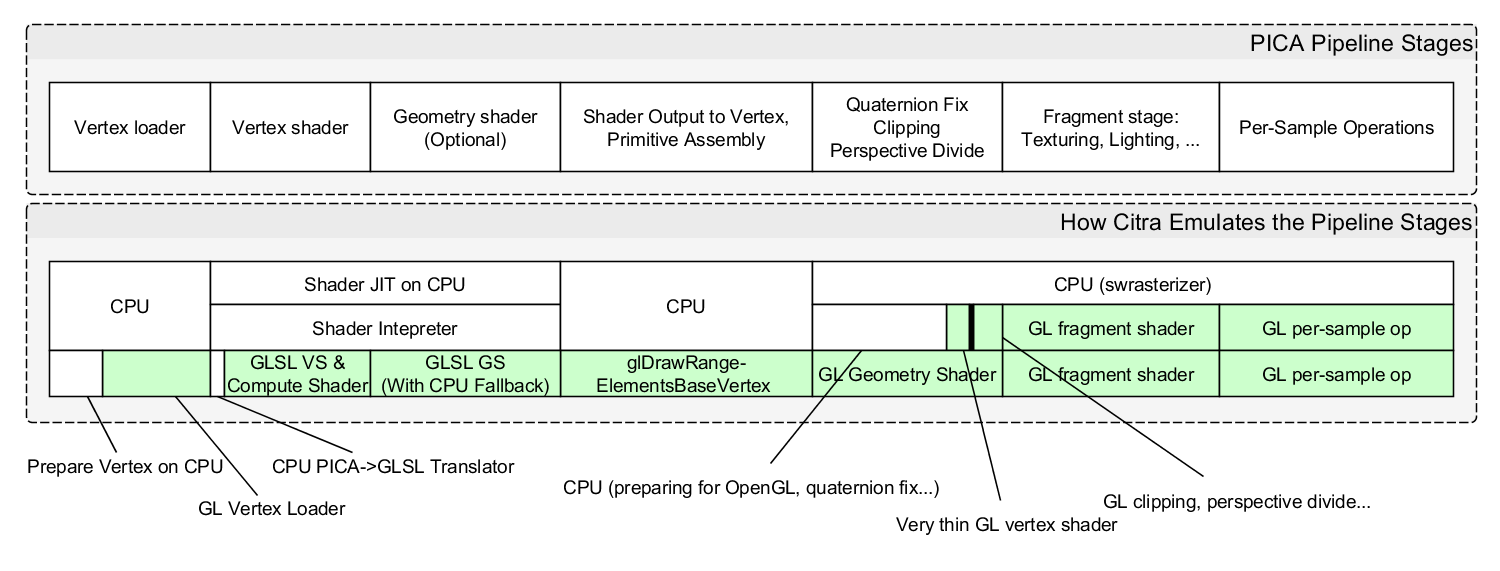 PICA Pipeline Stages
Vertex loader
Vertex shader
Geometry shader
(Optional)
Shader Output to Vertex,
Primitive Assembly
Quaternion Fix
Clipping
Perspective Divide
Fragment stage:
Texturing, Lighting, ...
Per-Sample Operations
How Citra Emulates the Pipeline Stages
CPU
Shader JIT on CPU
Shader Intepreter
CPU
CPU (swrasterizer)
GL fragment shader
GL per-sample op
GLSL VS &
Compute Shader
GLSL GS
(With CPU Fallback)
glDrawRange-
ElementsBaseVertex
GL Geometry Shader
GL fragment shader
GL per-sample op
Prepare Vertex on CPU
CPU PICA->GLSL Translator
GL Vertex Loader
CPU (preparing for OpenGL, quaternion fix...)
Very thin GL vertex shader
GL clipping, perspective divide...